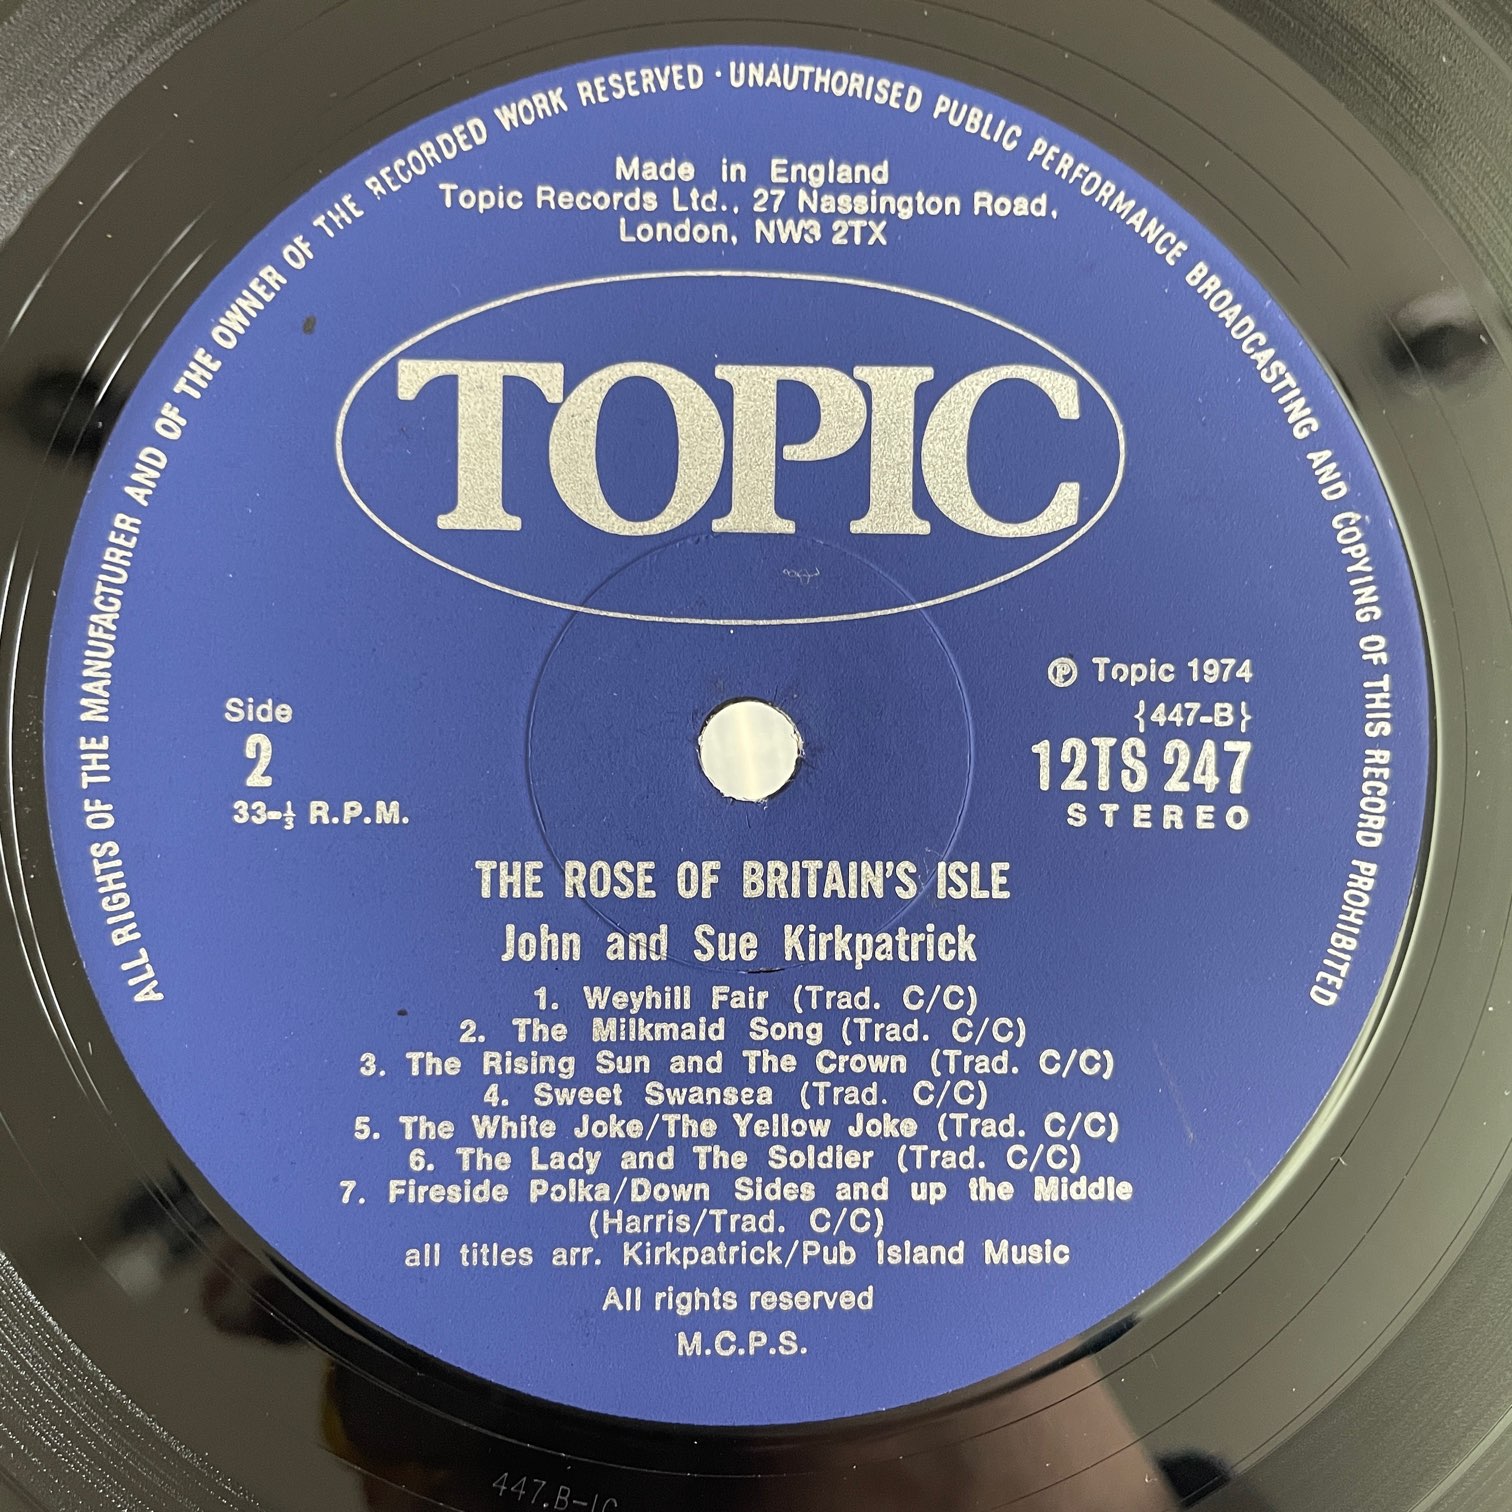 ALL RIGHTS OF THE MANUFACTURER AND OF THE OWNER OF THE RECORDED WORK RESERVED · UNAUTHORISED PUBLIC PERFORMANCE BROADCASTING AND COPYING OF THIS RECORD PROHIBITED
Made in England
Topic Records Ltd., 27 Nassington Road,
London, NW3 2TX
TOPIC
Side
2
33-⅓ R.P.M.
℗ Topic 1974
{447-B}
12TS 247
STEREO
THE ROSE OF BRITAIN'S ISLE
John and Sue Kirkpatrick
1. Weyhill Fair (Trad. C/C)
2. The Milkmaid Song (Trad. C/C)
3. The Rising Sun and The Crown (Trad. C/C)
4. Sweet Swansea (Trad. C/C)
5. The White Joke/The Yellow Joke (Trad. C/C)
6. The Lady and The Soldier (Trad. C/C)
7. Fireside Polka/Down Sides and up the Middle
(Harris/Trad. C/C)
all titles arr. Kirkpatrick/Pub Island Music
All rights reserved
M.C.P.S.